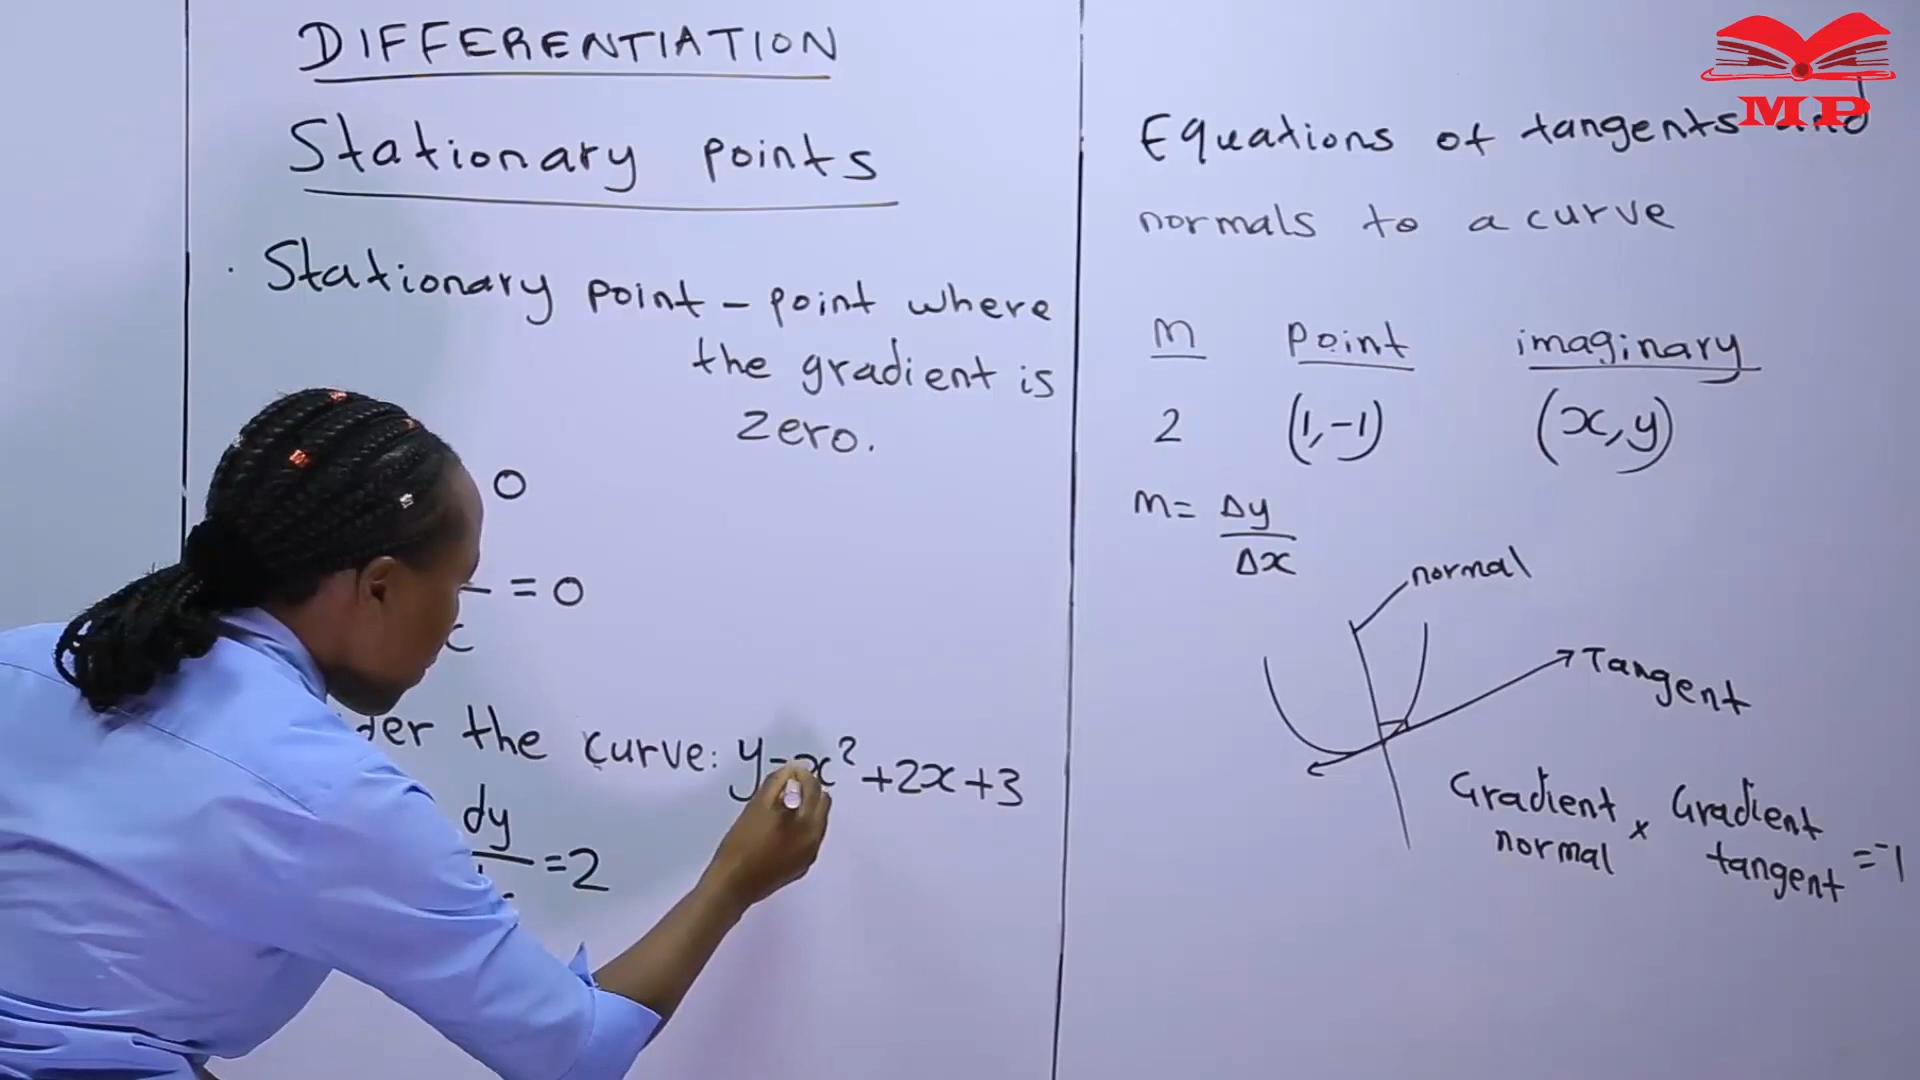 DIFFERENTIATION
Stationary points
· Stationary point – point where
the gradient is
zero.
0
= 0
the curve: y=x²+2x+3
dy
=2
MP
Equations of tangents and
normals to a curve
m point imaginary
2 (1,-1) (x,y)
m= Δy
Δx
normal
Tangent
Gradient × Gradient
normal tangent = -1